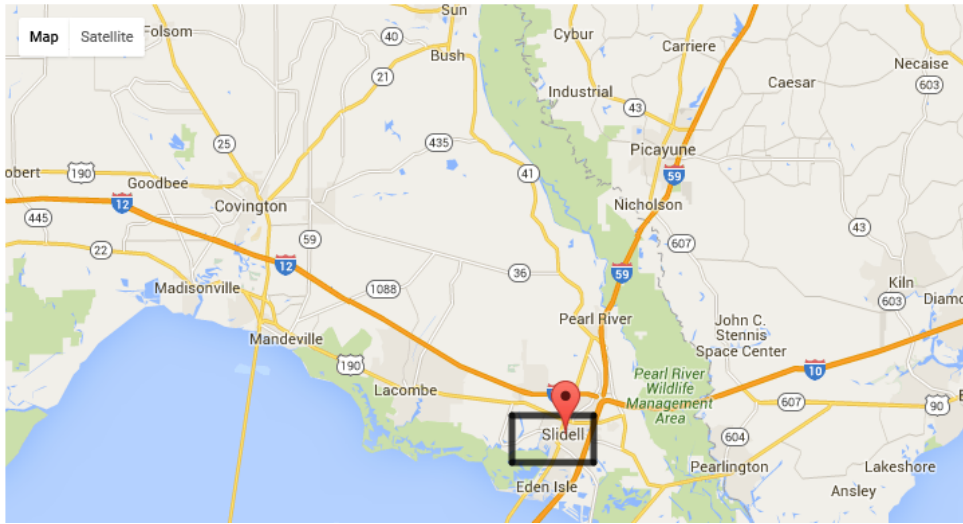 Sun
Map Satellite
Folsom
40
Cybur
Carriere
Bush
21
Necaise
603
Caesar
Industrial
43
25
435
Picayune
obert
190
Goodbee
41
59
12
Covington
Nicholson
445
43
59
607
22
12
36
59
Kiln
603
Madisonville
1088
Diamo
Pearl River
John C.
Stennis
Space Center
Mandeville
190
10
Pearl River
Wildlife
Management
Area
Lacombe
607
90
Slidell
604
Pearlington
Lakeshore
Eden Isle
Ansley